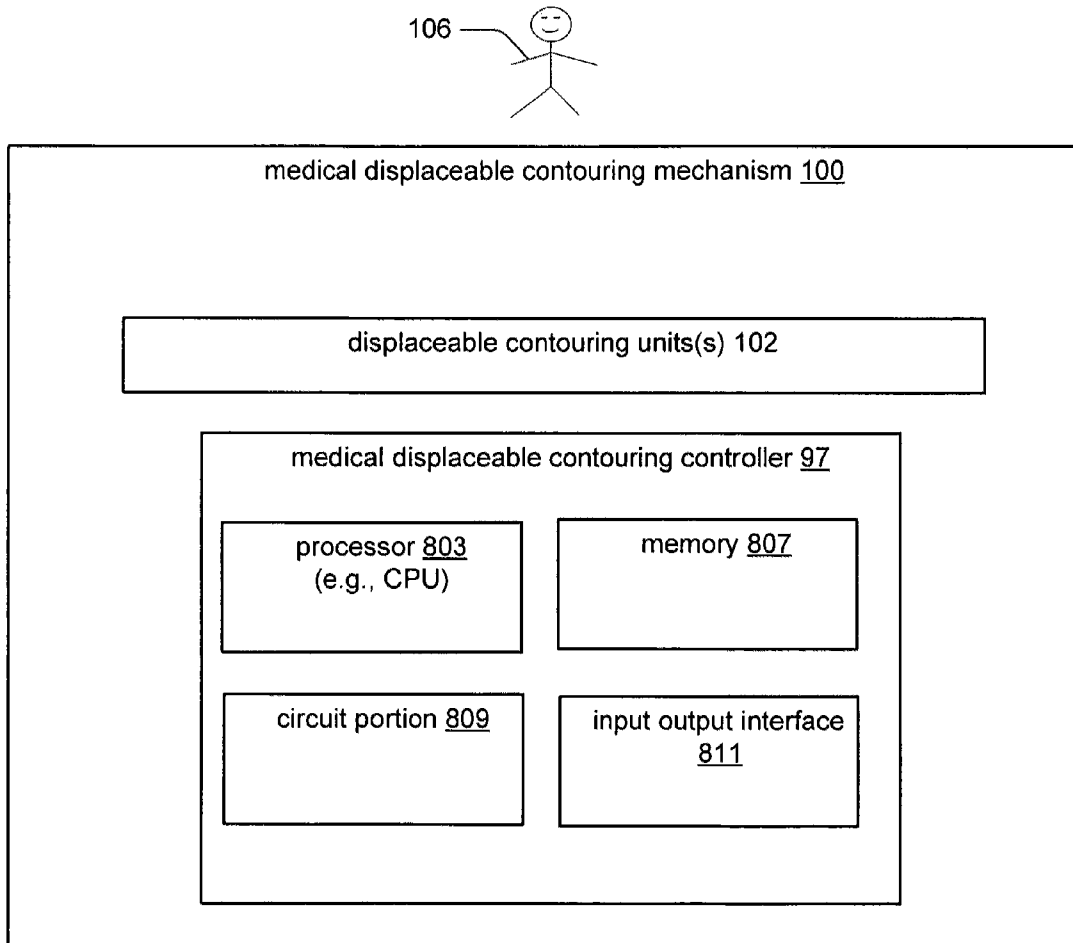 106
medical displaceable contouring mechanism 100
displaceable contouring units(s) 102
medical displaceable contouring controller 97
processor 803
(e.g., CPU)
memory 807
circuit portion 809
input output interface
811